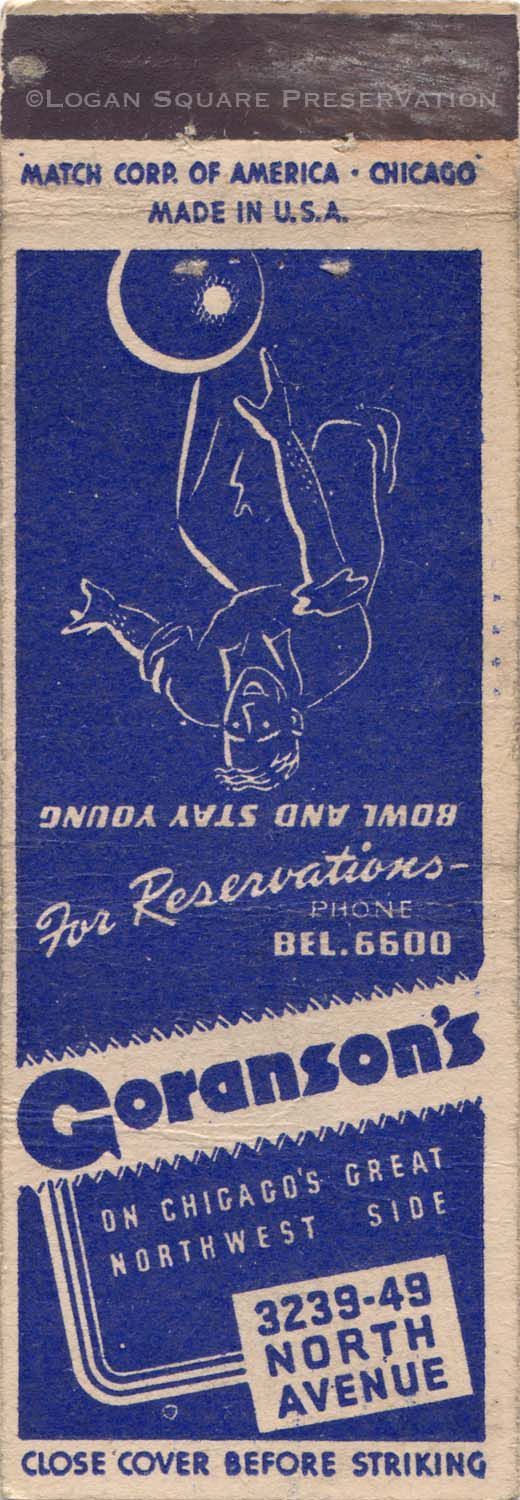 ©Logan Square Preservation
MATCH CORP. OF AMERICA · CHICAGO
MADE IN U.S.A.
BOWL AND STAY YOUNG
For Reservations-
PHONE
BEL. 6600
Goranson's
ON CHICAGO'S GREAT
NORTHWEST SIDE
3239-49
NORTH
AVENUE
CLOSE COVER BEFORE STRIKING